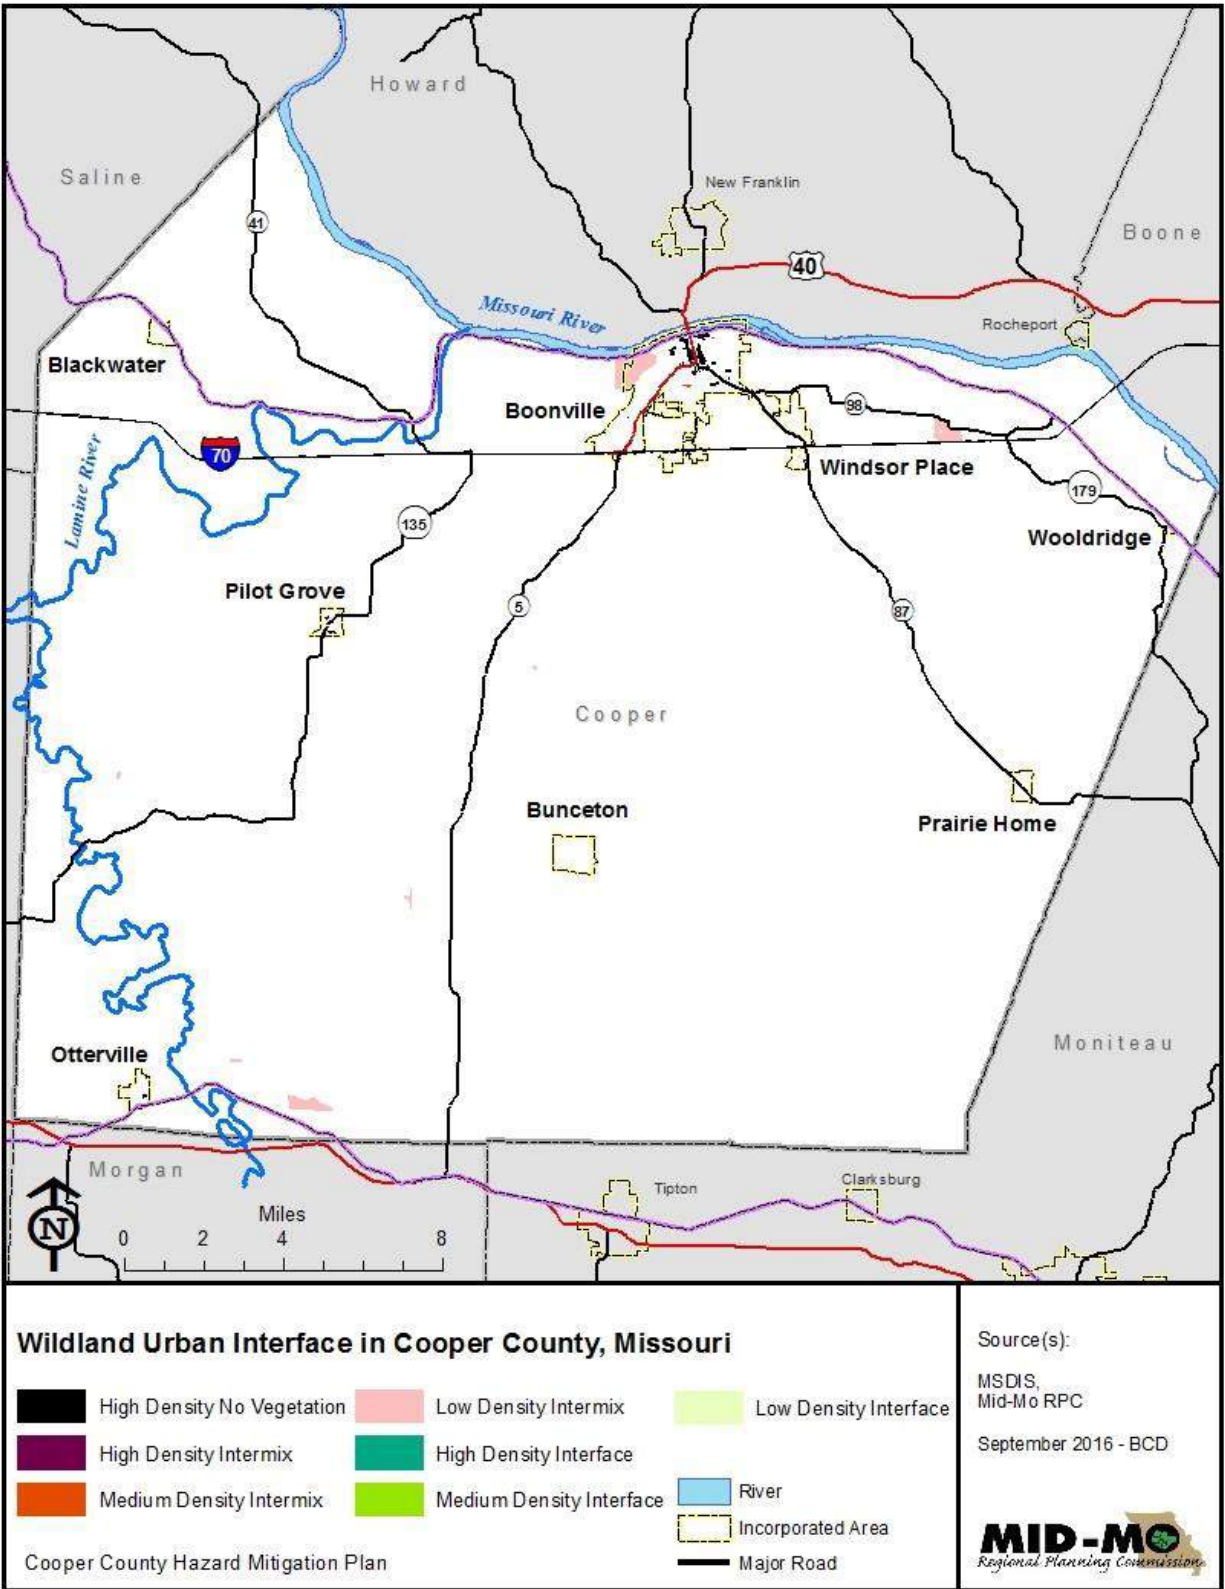 Howard
Saline
New Franklin
41
Boone
40
Missouri River
Rocheport
Blackwater
Boonville
98
70
Windsor Place
Lamine River
179
135
Wooldridge
Pilot Grove
5
87
Cooper
Bunceton
Prairie Home
Otterville
Moniteau
Morgan
Clarksburg
Tipton
N
Miles
0 2 4 8
Wildland Urban Interface in Cooper County, Missouri
High Density No Vegetation
Low Density Intermix
Low Density Interface
High Density Intermix
High Density Interface
Medium Density Intermix
Medium Density Interface
River
Incorporated Area
Major Road
Cooper County Hazard Mitigation Plan
Source(s):
MSDIS,
Mid-Mo RPC
September 2016 - BCD
MID-MO
Regional Planning Commission